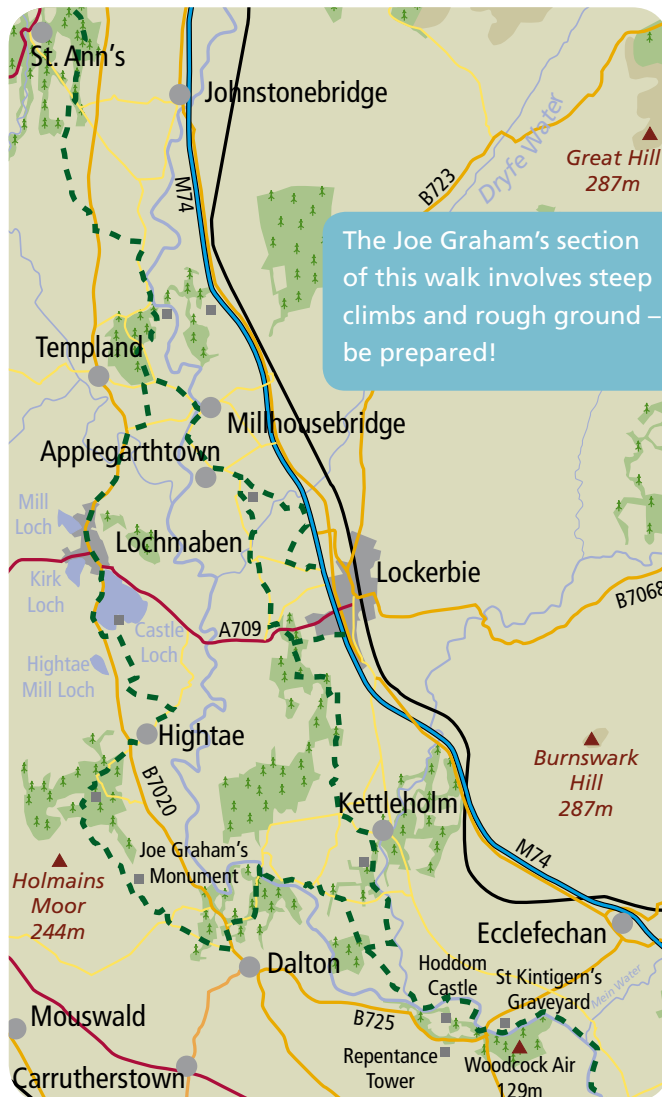 St. Ann's
Johnstonebridge
M74
Dryfe Water
B723
Great Hill
287m
The Joe Graham's section
of this walk involves steep
climbs and rough ground –
be prepared!
Templand
Millhousebridge
Applegarthtown
Mill
Loch
Lochmaben
Kirk
Loch
Lockerbie
B7068
Castle
Loch
A709
Hightae
Mill Loch
Hightae
B7020
Burnswark
Hill
287m
Kettleholm
M74
Joe Graham's
Monument
Holmains
Moor
244m
Ecclefechan
Dalton
Hoddom
Castle
St Kintigern's
Graveyard
Mein Water
B725
Mouswald
Repentance
Tower
Woodcock Air
129m
Carrutherstown